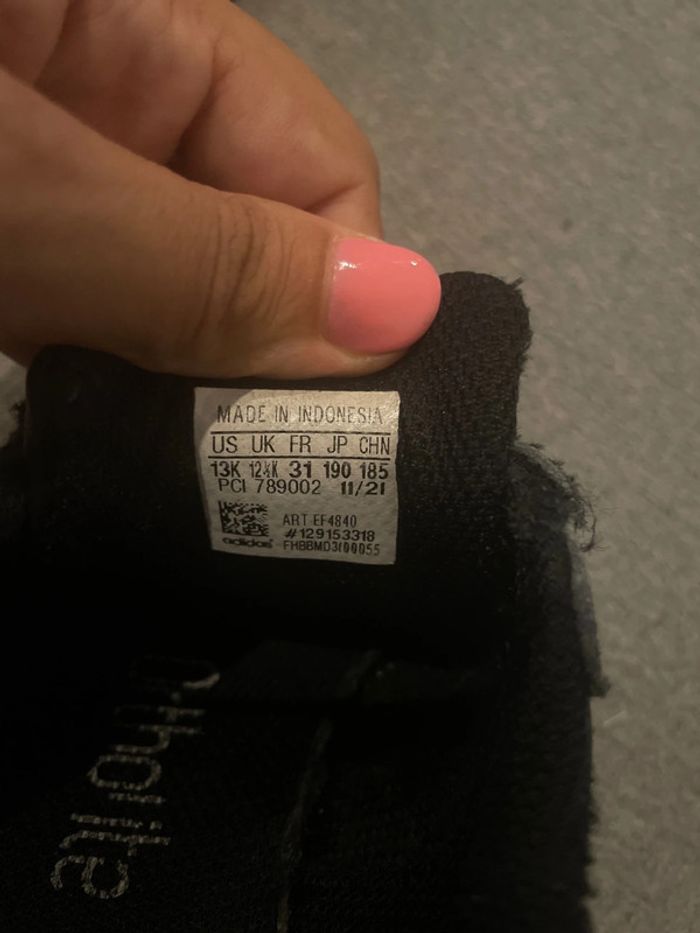 MADE IN INDONESIA
US UK FR JP CHN
13K 12½K 31 190 185
PCI 789002 11/21
ART EF4840
#129153318
adidas
ortholite